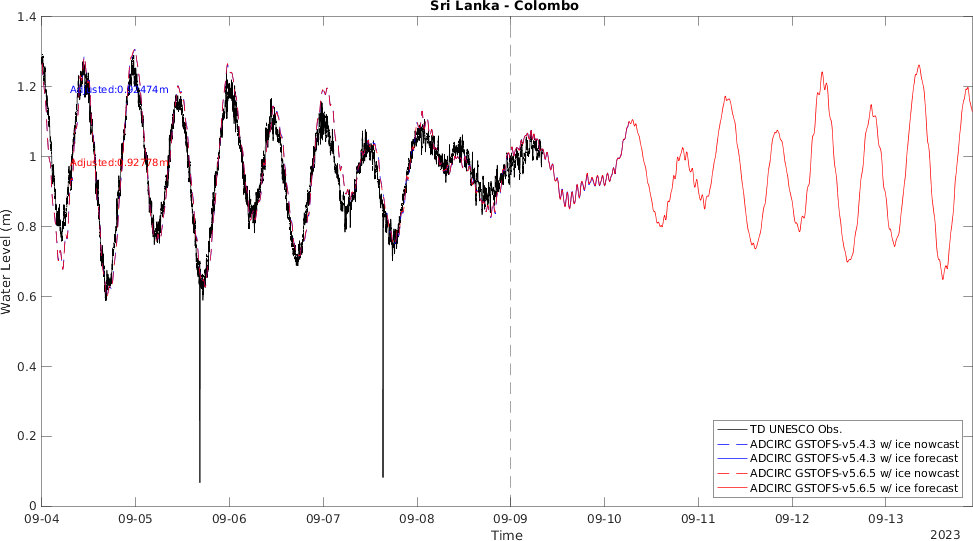 Sri Lanka - Colombo
1.4
1.2
1
0.8
0.6
0.4
0.2
0
Water Level (m)
Adjusted:0.92474m
Adjusted:0.92778m
TD UNESCO Obs.
ADCIRC GSTOFS-v5.4.3 w/ ice nowcast
ADCIRC GSTOFS-v5.4.3 w/ ice forecast
ADCIRC GSTOFS-v5.6.5 w/ ice nowcast
ADCIRC GSTOFS-v5.6.5 w/ ice forecast
09-04 09-05 09-06 09-07 09-08 09-09 09-10 09-11 09-12 09-13
Time
2023